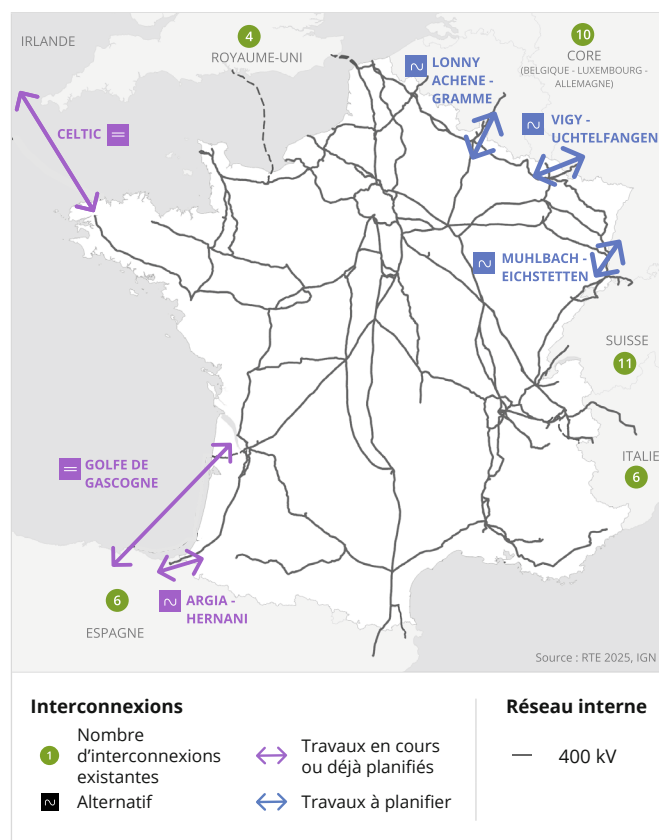 IRLANDE
4
ROYAUME-UNI
10
CORE
(BELGIQUE - LUXEMBOURG -
ALLEMAGNE)
LONNY
ACHENE -
GRAMME
VIGY -
UCHTELFANGEN
CELTIC
MUHLBACH -
EICHSTETTEN
SUISSE
11
GOLFE DE
GASCOGNE
ITALIE
6
6
ESPAGNE
ARGIA -
HERNANI
Source : RTE 2025, IGN
Interconnexions
1
Nombre
d'interconnexions
existantes
Alternatif
Travaux en cours
ou déjà planifiés
Travaux à planifier
Réseau interne
400 kV